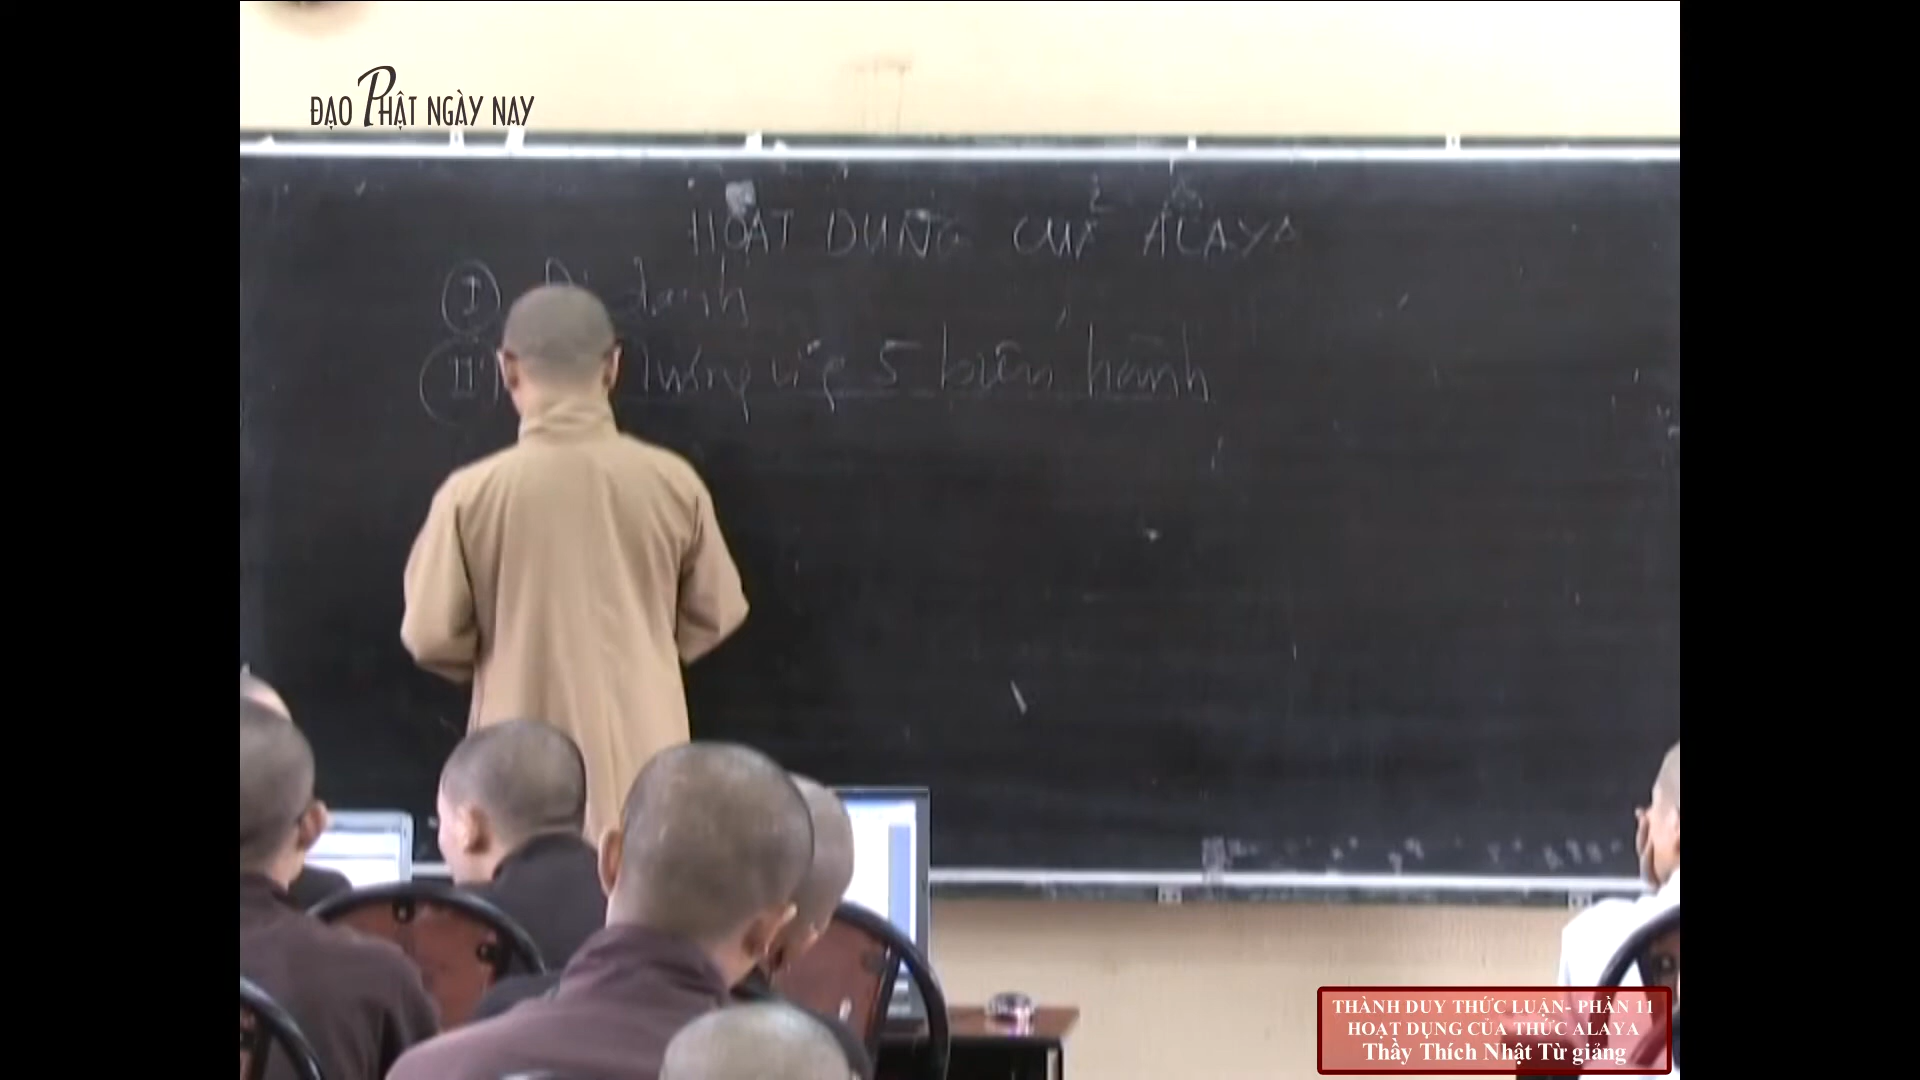 ĐẠO PHẬT NGÀY NAY
HOẠT DỤNG CỦA ALAYA
I danh
II Tương ưng 5 biến hành
THÀNH DUY THỨC LUẬN- PHẦN 11
HOẠT DỤNG CỦA THỨC ALAYA
Thầy Thích Nhật Từ giảng